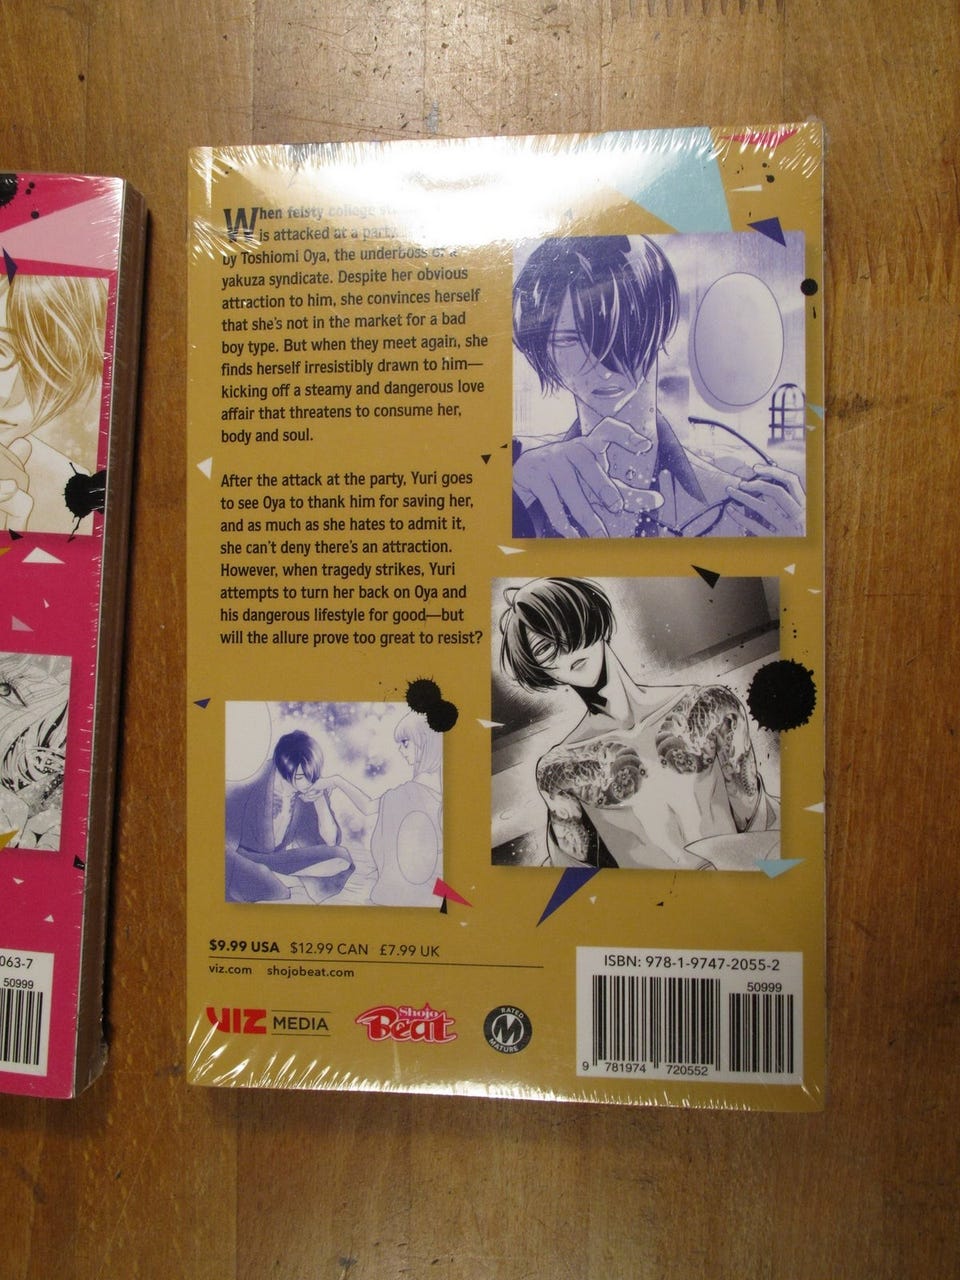 When feisty college
is attacked at a party
by Toshiomi Oya, the underboss of a
yakuza syndicate. Despite her obvious
attraction to him, she convinces herself
that she's not in the market for a bad
boy type. But when they meet again, she
finds herself irresistibly drawn to him—
kicking off a steamy and dangerous love
affair that threatens to consume her,
body and soul.
After the attack at the party, Yuri goes
to see Oya to thank him for saving her,
and as much as she hates to admit it,
she can't deny there's an attraction.
However, when tragedy strikes, Yuri
attempts to turn her back on Oya and
his dangerous lifestyle for good—but
will the allure prove too great to resist?
$9.99 USA $12.99 CAN £7.99 UK
viz.com shojobeat.com
VIZ MEDIA
Shojo Beat
RATED M MATURE
ISBN: 978-1-9747-2055-2
50999
9 781974 720552
063-7
50999